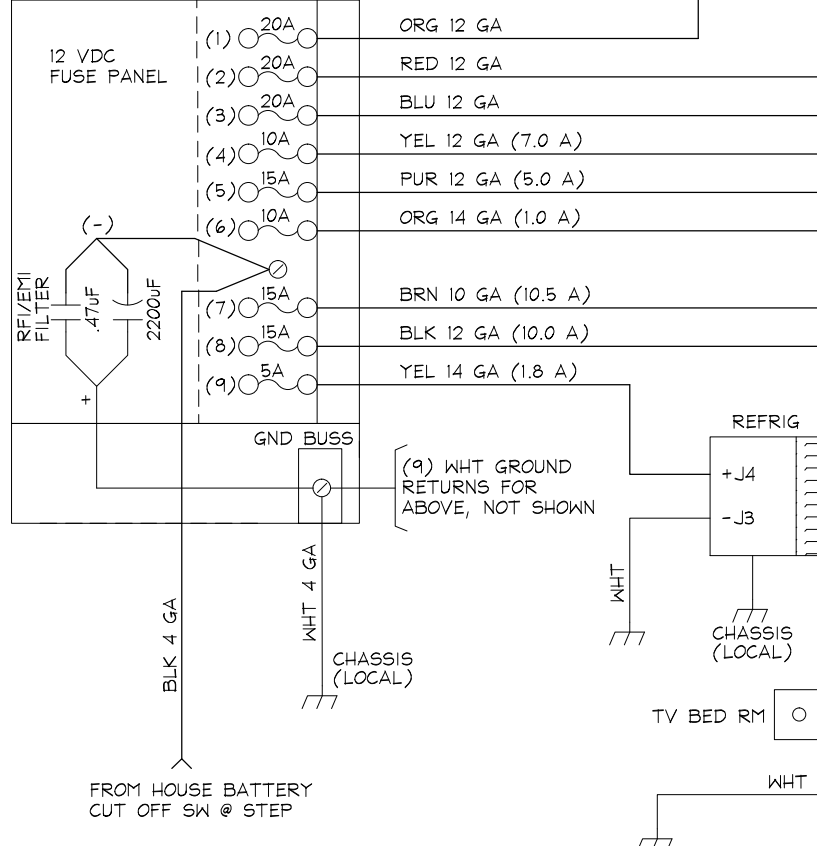 12 VDC
FUSE PANEL
(1) 20A ORG 12 GA
(2) 20A RED 12 GA
(3) 20A BLU 12 GA
(4) 10A YEL 12 GA (7.0 A)
(5) 15A PUR 12 GA (5.0 A)
(6) 10A ORG 14 GA (1.0 A)
(-)
RFI/EMI
FILTER
.47uF
2200uF
+
(7) 15A BRN 10 GA (10.5 A)
(8) 15A BLK 12 GA (10.0 A)
(9) 5A YEL 14 GA (1.8 A)
GND BUSS
(9) WHT GROUND
RETURNS FOR
ABOVE, NOT SHOWN
REFRIG
+J4
-J3
WHT
CHASSIS
(LOCAL)
WHT 4 GA
CHASSIS
(LOCAL)
BLK 4 GA
FROM HOUSE BATTERY
CUT OFF SW @ STEP
TV BED RM
WHT